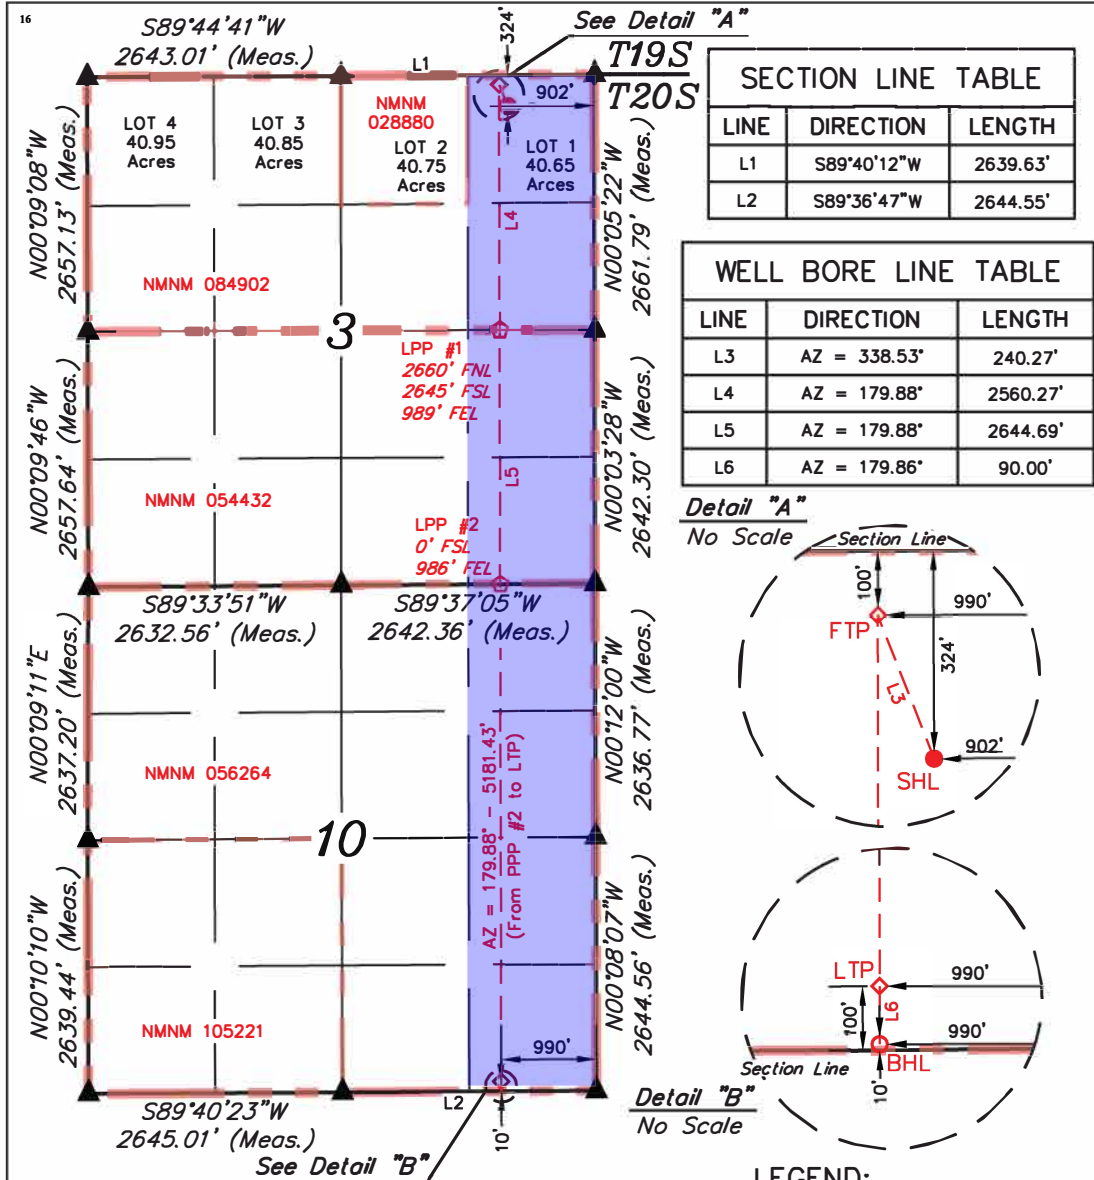 16
S89°44'41"W
2643.01' (Meas.)
L1
324'
See Detail "A"
T19S
T20S
902'
NMNM
028880
LOT 4
40.95
Acres
LOT 3
40.85
Acres
LOT 2
40.75
Acres
LOT 1
40.65
Arces
N00°09'08"W
2657.13' (Meas.)
N00°05'22"W
2661.79' (Meas.)
L4
NMNM 084902
3
LPP #1
2660' FNL
2645' FSL
989' FEL
N00°09'46"W
2657.64' (Meas.)
N00°03'28"W
2642.30' (Meas.)
L5
NMNM 054432
LPP #2
0' FSL
986' FEL
S89°33'51"W
2632.56' (Meas.)
S89°37'05"W
2642.36' (Meas.)
N00°09'11"E
2637.20' (Meas.)
N00°12'00"W
2636.77' (Meas.)
NMNM 056264
AZ = 179.88° - 5181.43'
(From PPP #2 to LTP)
10
N00°10'10"W
2639.44' (Meas.)
N00°08'07"W
2644.56' (Meas.)
NMNM 105221
990'
S89°40'23"W
2645.01' (Meas.)
L2
10'
See Detail "B"
SECTION LINE TABLE
LINE DIRECTION LENGTH
L1 S89°40'12"W 2639.63'
L2 S89°36'47"W 2644.55'
WELL BORE LINE TABLE
LINE DIRECTION LENGTH
L3 AZ = 338.53° 240.27'
L4 AZ = 179.88° 2560.27'
L5 AZ = 179.88° 2644.69'
L6 AZ = 179.86° 90.00'
Detail "A"
No Scale
Section Line
100'
990'
FTP
324'
L3
902'
SHL
LTP
990'
100'
L6
990'
Section Line
BHL
10'
Detail "B"
No Scale
LEGEND: